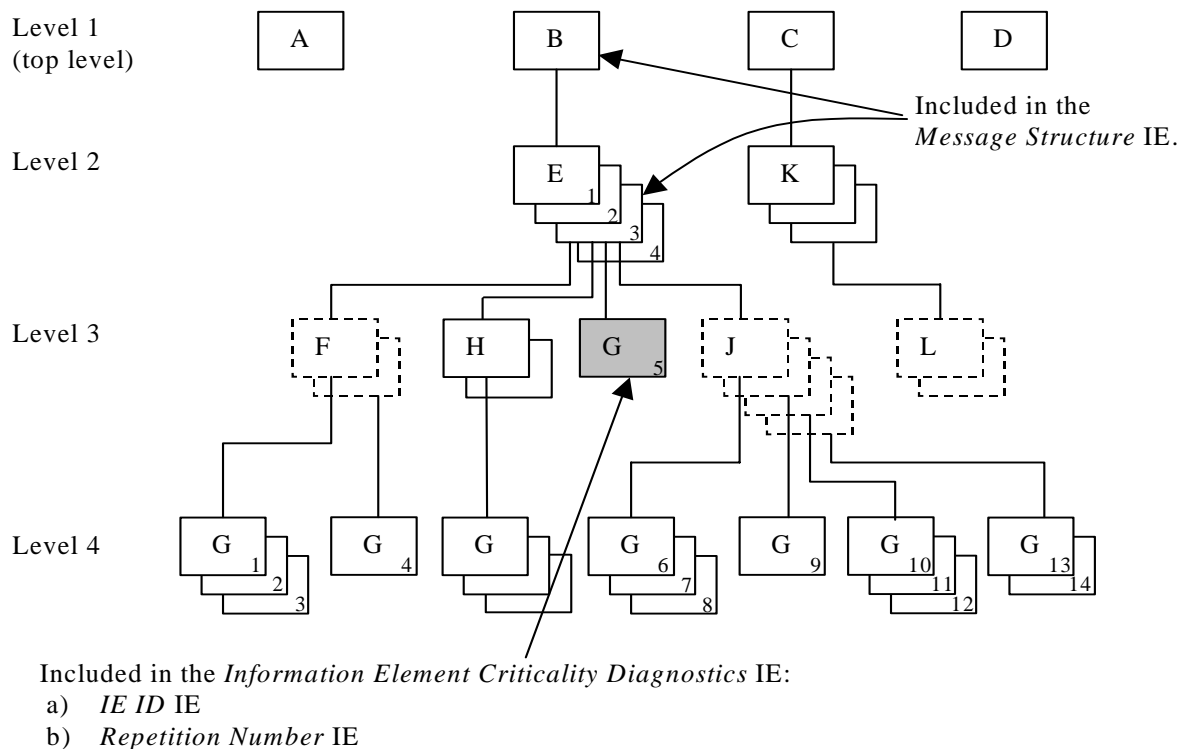 Level 1
(top level)
A
B
C
D
Included in the
Message Structure IE.
Level 2
E
1
2
3
4
K
Level 3
F
H
G
5
J
L
Level 4
G
1
2
3
G
4
G
G
6
7
8
G
9
G
10
11
12
G
13
14
Included in the Information Element Criticality Diagnostics IE:
a) IE ID IE
b) Repetition Number IE